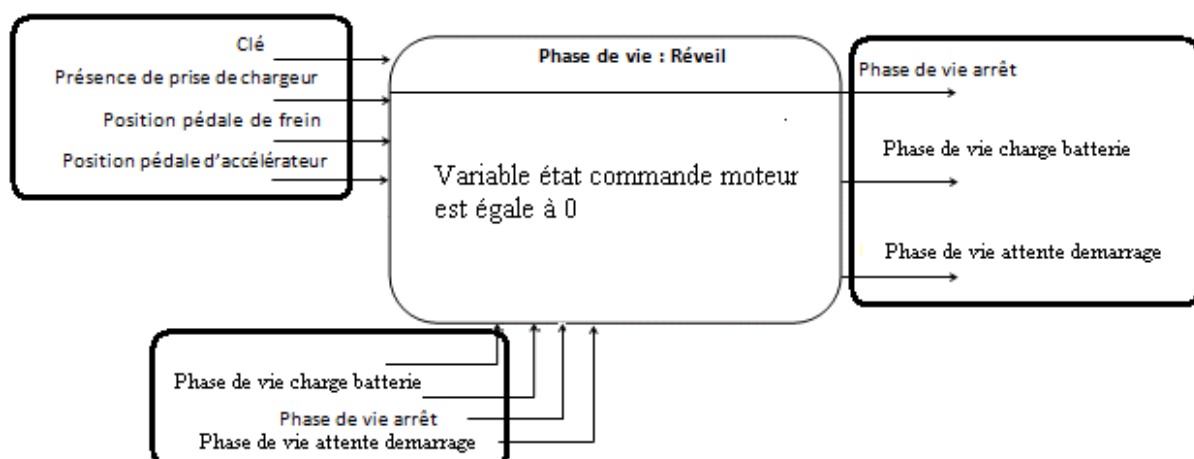 Clé
Présence de prise de chargeur
Position pédale de frein
Position pédale d'accélérateur
Phase de vie : Réveil
Variable état commande moteur
est égale à 0
Phase de vie arrêt
Phase de vie charge batterie
Phase de vie attente demarrage
Phase de vie charge batterie
Phase de vie arrêt
Phase de vie attente demarrage